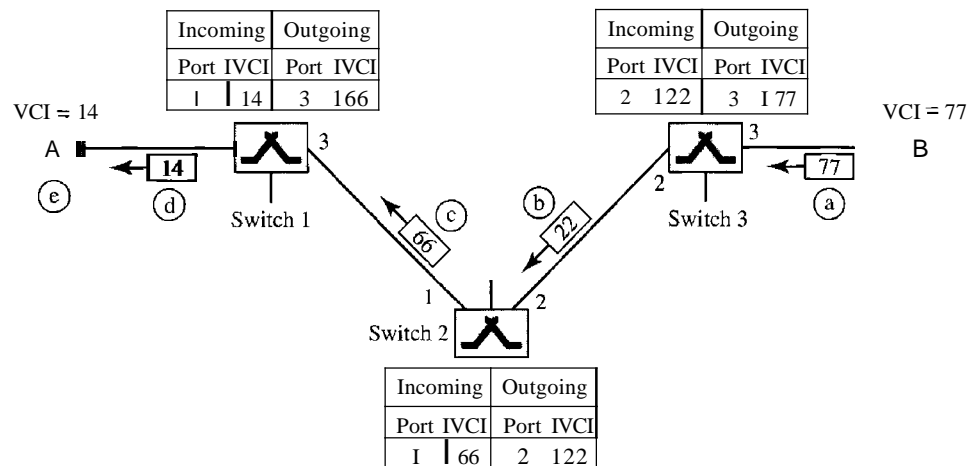 Incoming Outgoing
Port IVCI Port IVCI
I 14 3 166
Incoming Outgoing
Port IVCI Port IVCI
2 122 3 I 77
VCI = 14
VCI = 77
A
3
3
B
14
2
77
e
d
Switch 1
c
b
Switch 3
a
66
22
1
2
Switch 2
Incoming Outgoing
Port IVCI Port IVCI
I 66 2 122